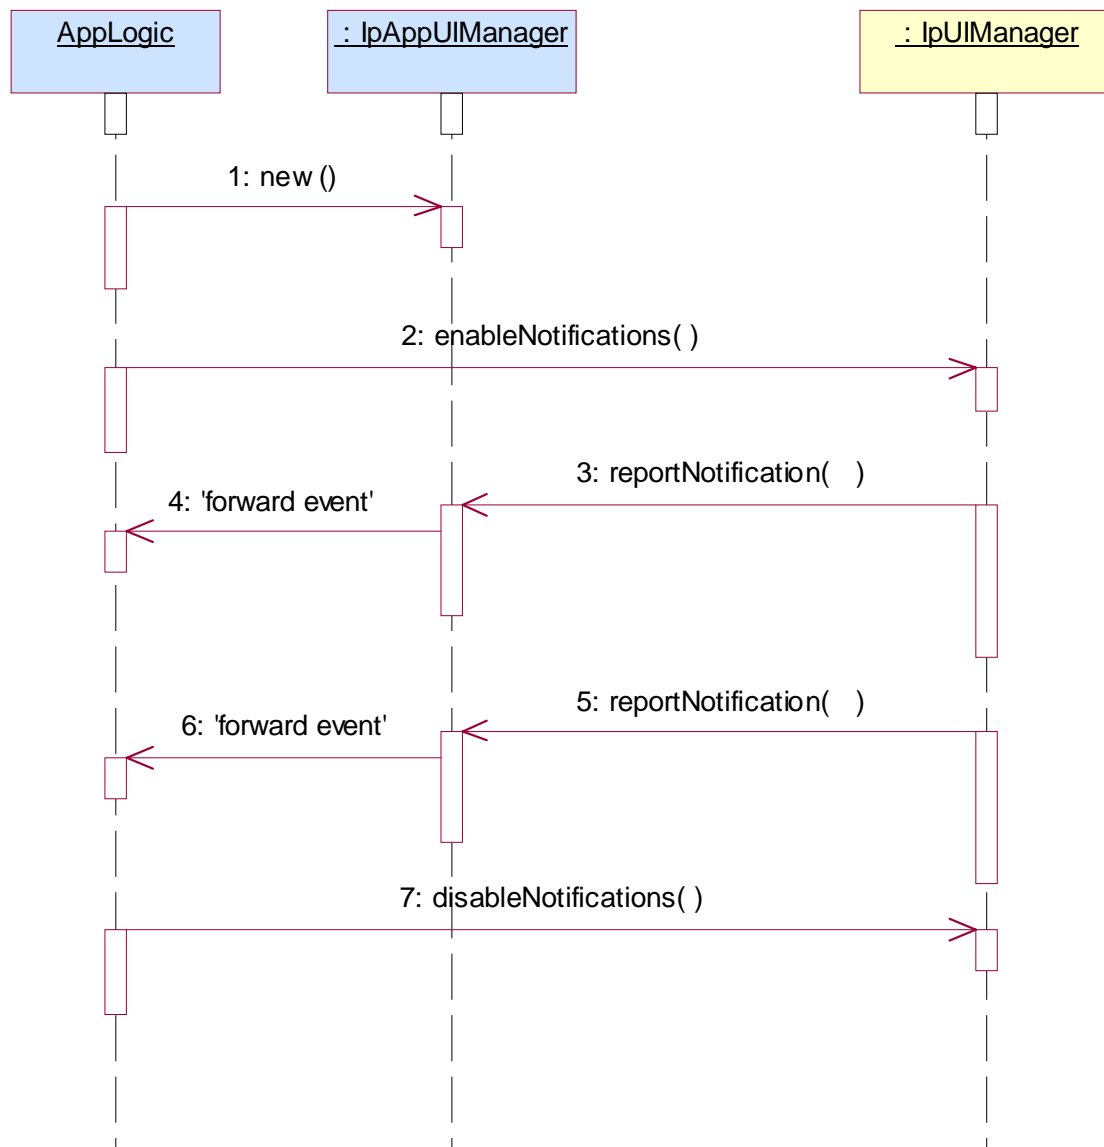 AppLogic
: IpAppUIManager
: IpUIManager
1: new ()
2: enableNotifications( )
3: reportNotification(   )
4: 'forward event'
5: reportNotification(   )
6: 'forward event'
7: disableNotifications( )